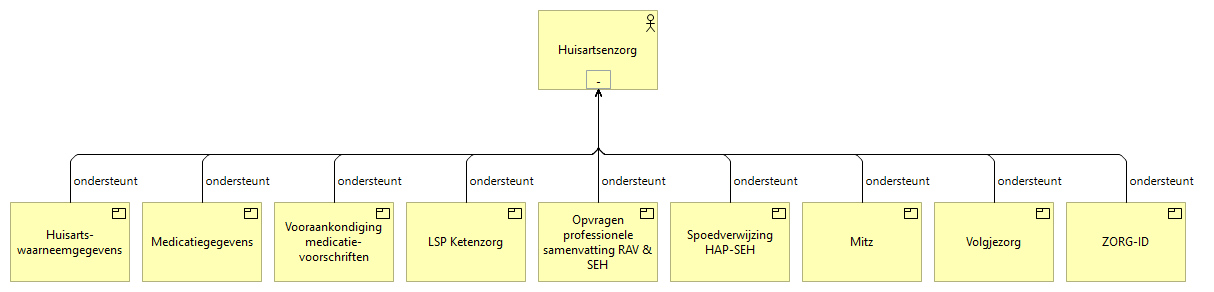 Huisartsenzorg
-
ondersteunt ondersteunt ondersteunt ondersteunt ondersteunt ondersteunt ondersteunt ondersteunt ondersteunt
Huisarts-
waarneemgegevens
Medicatiegegevens
Vooraankondiging
medicatie-
voorschriften
LSP Ketenzorg
Opvragen
professionele
samenvatting RAV &
SEH
Spoedverwijzing
HAP-SEH
Mitz
Volgjezorg
ZORG-ID